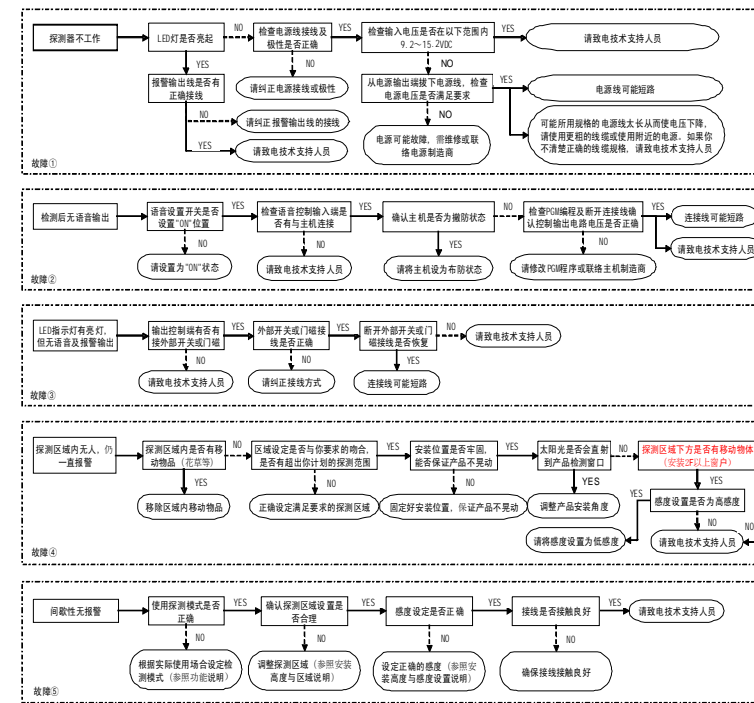 探测器不工作
LED灯是否亮起
NO
检查电源线接线及
极性是否正确
YES
检查输入电压是否在以下范围内
9.2～15.2VDC
YES
请致电技术支持人员
YES
NO
NO
报警输出线是否有
正确接线
请纠正电源接线或极性
从电源输出端拔下电源线，检查
电源电压是否满足要求
YES
电源线可能短路
NO
请纠正报警输出线的接线
NO
可能所用规格的电源线太长从而使电压下降，
请使用更粗的线缆或使用附近的电源。如果你
不清楚正确的线缆规格，请致电技术支持人员
YES
请致电技术支持人员
电源可能故障，需维修或联
络电源制造商
故障①
检测后无语音输出
语音设置开关是否
设置"ON"位置
YES
检查语音控制输入端是
否有与主机连接
YES
确认主机是否为撤防状态
NO
检查PGM编程及断开连接线确
认控制输出电路电压是否正确
YES
连接线可能短路
NO
NO
YES
NO
请致电技术支持人员
请设置为"ON"状态
请致电技术支持人员
请将主机设为布防状态
请修改PGM程序或联络主机制造商
故障②
LED指示灯有亮灯，
但无语音及报警输出
输出控制端有否有
接外部开关或门磁
YES
外部开关或门磁接
线是否正确
YES
断开外部开关或门
磁接线是否恢复
NO
请致电技术支持人员
NO
NO
YES
请致电技术支持人员
请纠正接线方式
连接线可能短路
故障③
探测区域内无人，仍
一直报警
探测区域内是否有移
动物品（花草等）
NO
区域设定是否与你要求的吻合，
是否有超出你计划的探测范围
YES
安装位置是否牢固，
能否保证产品不晃动
YES
太阳光是否会直射
到产品检测窗口
NO
探测区域下方是否有移动物体
（安装2F以上窗户）
YES
NO
NO
YES
YES
移除区域内移动物品
正确设定满足要求的探测区域
固定好安装位置，保证产品不晃动
调整产品安装角度
YES
感度设置是否为高感度
NO
NO
请将感度设置为低感度
请致电技术支持人员
故障④
间歇性无报警
使用探测模式是否
正确
YES
确认探测区域设置是
否合理
YES
感度设定是否正确
YES
接线是否接触良好
YES
请致电技术支持人员
NO
NO
NO
NO
根据实际使用场合设定检
测模式（参照功能说明）
调整探测区域（参照安装
高度与区域说明）
设定正确的感度（参照安
装高度与感度设置说明）
确保接线接触良好
故障⑤